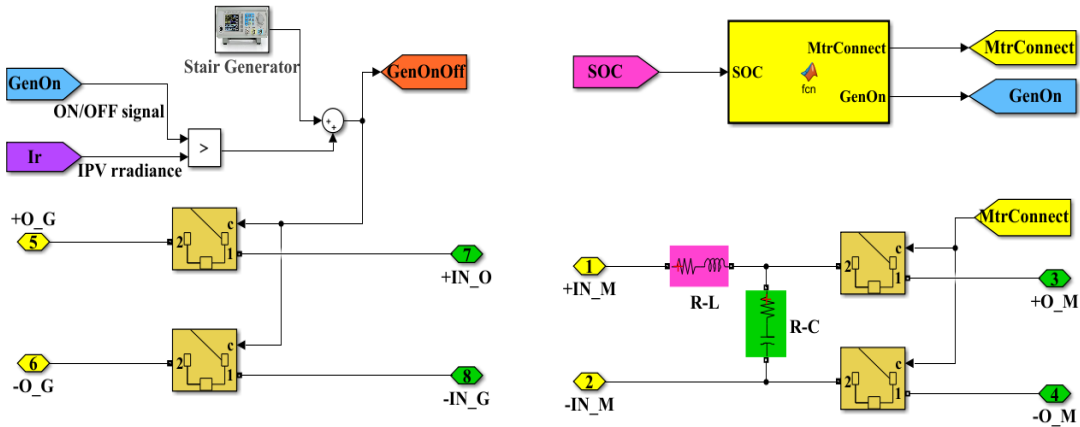 Stair Generator
GenOnOff
GenOn
ON/OFF signal
>
Ir
IPV rradiance
+
+
+O_G
5
2
c
1
7
+IN_O
6
-O_G
2
c
1
8
-IN_G
SOC
SOC
MtrConnect
fcn
GenOn
MtrConnect
GenOn
MtrConnect
1
+IN_M
R-L
R-C
2
c
1
3
+O_M
2
-IN_M
2
c
1
4
-O_M